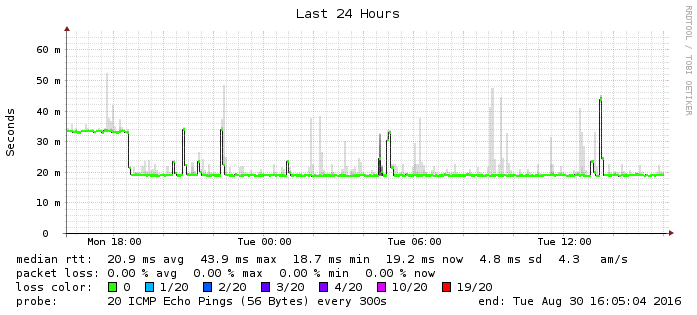 Last 24 Hours
RRDTOOL / TOBI OETIKER
Seconds
60 m
50 m
40 m
30 m
20 m
10 m
0
Mon 18:00 Tue 00:00 Tue 06:00 Tue 12:00
median rtt: 20.9 ms avg 43.9 ms max 18.7 ms min 19.2 ms now 4.8 ms sd 4.3 am/s
packet loss: 0.00 % avg 0.00 % max 0.00 % min 0.00 % now
loss color: 0 1/20 2/20 3/20 4/20 10/20 19/20
probe: 20 ICMP Echo Pings (56 Bytes) every 300s end: Tue Aug 30 16:05:04 2016